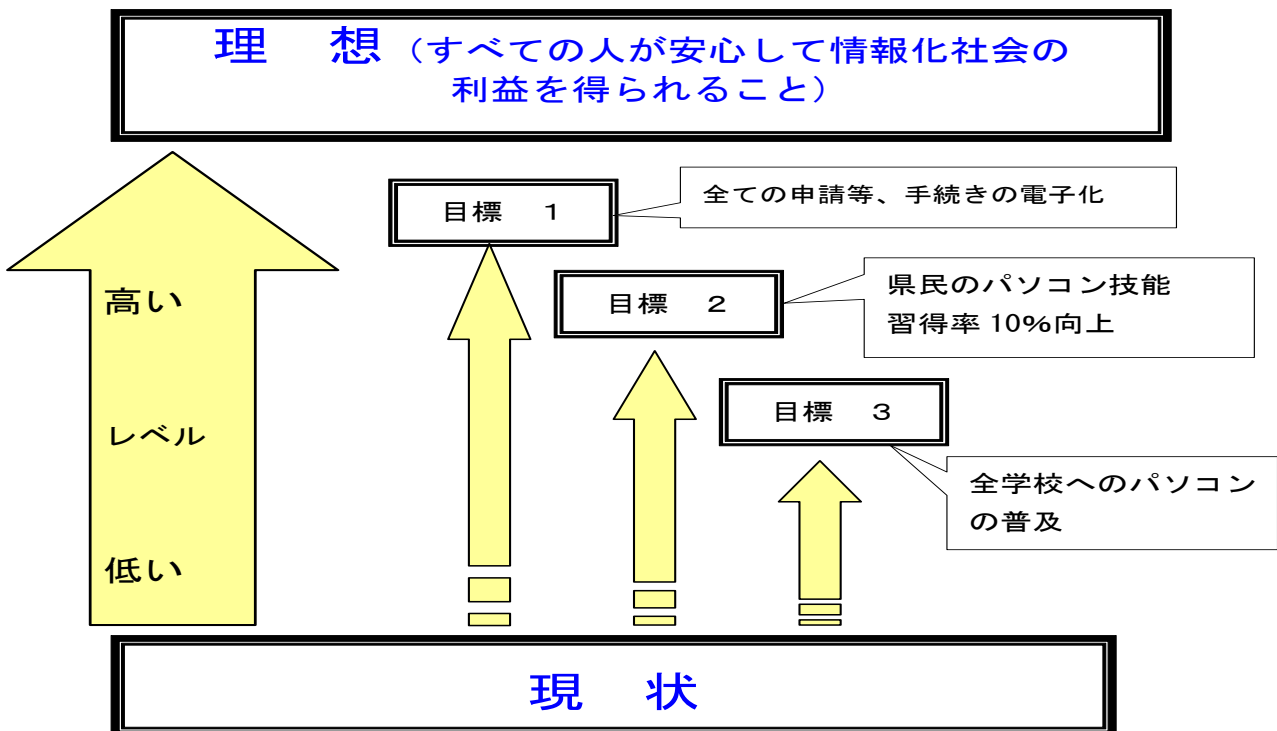 理　想（すべての人が安心して情報化社会の
利益を得られること）
目標　１
全ての申請等、手続きの電子化
高い
目標　２
県民のパソコン技能
習得率 10%向上
レベル
目標　３
全学校へのパソコン
の普及
低い
現　状